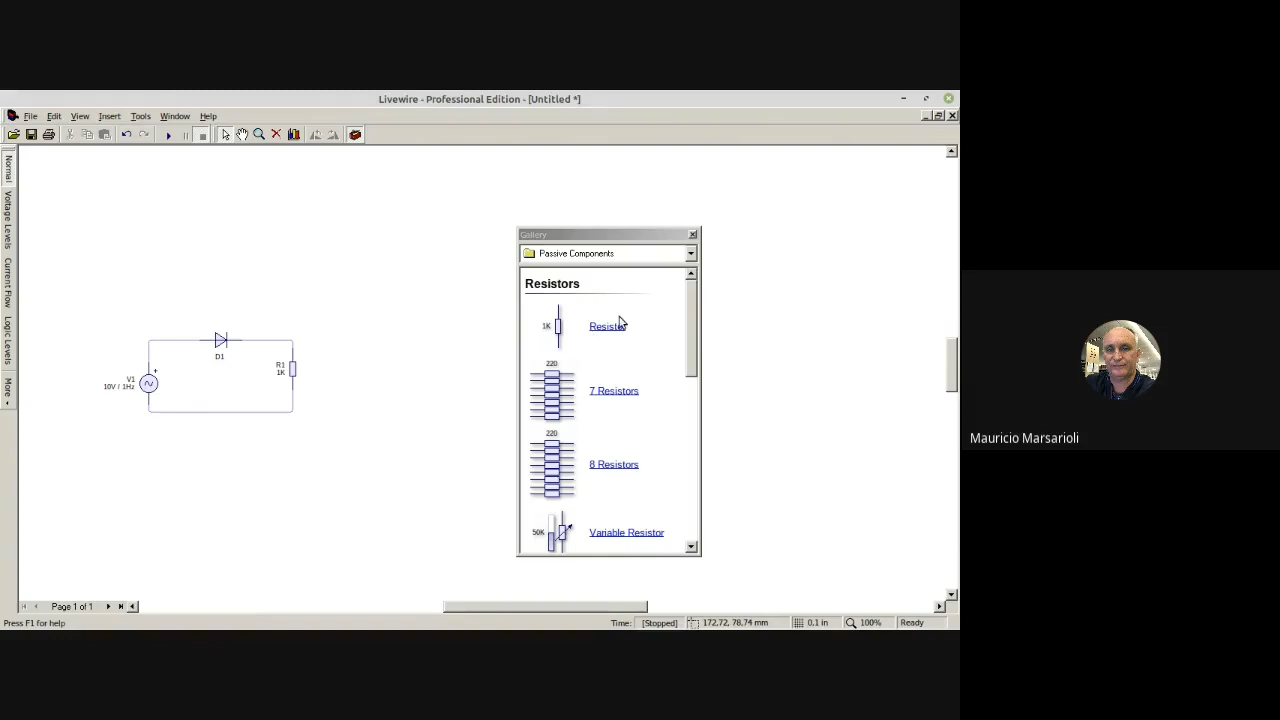 Livewire - Professional Edition - [Untitled *]
File Edit View Insert Tools Window Help
Normal
Voltage Levels
Current Flow
Logic Levels
More
Gallery
Passive Components
Resistors
1K
Resistor
220
7 Resistors
220
8 Resistors
50K
Variable Resistor
D1
R1
1K
V1
10V / 1Hz
Page 1 of 1
Press F1 for help
Time: [Stopped] 172,72, 78,74 mm 0,1 in 100% Ready
Mauricio Marsarioli